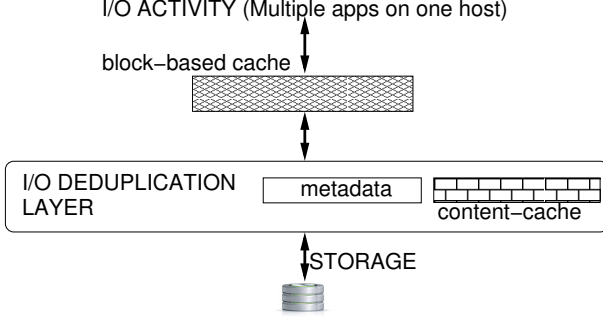 I/O ACTIVITY (Multiple apps on one host)
block−based cache
I/O DEDUPLICATION
LAYER
metadata
content−cache
STORAGE